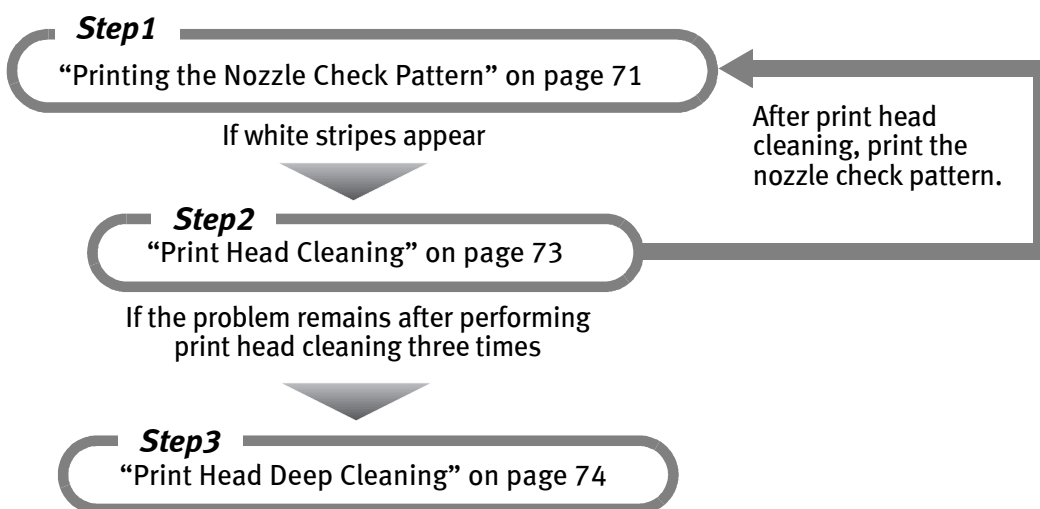 Step1
“Printing the Nozzle Check Pattern” on page 71
If white stripes appear
After print head
cleaning, print the
nozzle check pattern.
Step2
“Print Head Cleaning” on page 73
If the problem remains after performing
print head cleaning three times
Step3
“Print Head Deep Cleaning” on page 74